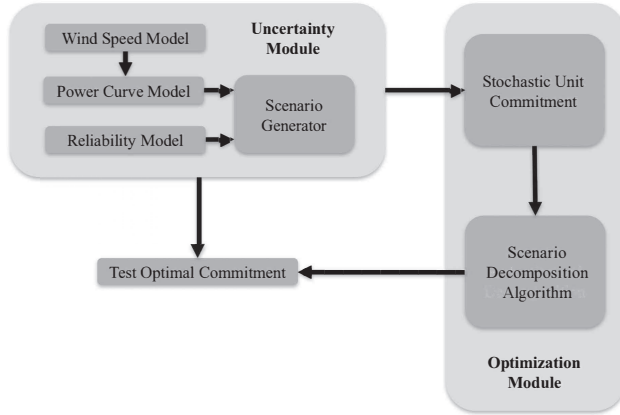 Wind Speed Model
Uncertainty
Module
Power Curve Model
Scenario
Generator
Reliability Model
Stochastic Unit
Commitment
Test Optimal Commitment
Scenario
Decomposition
Algorithm
Optimization
Module